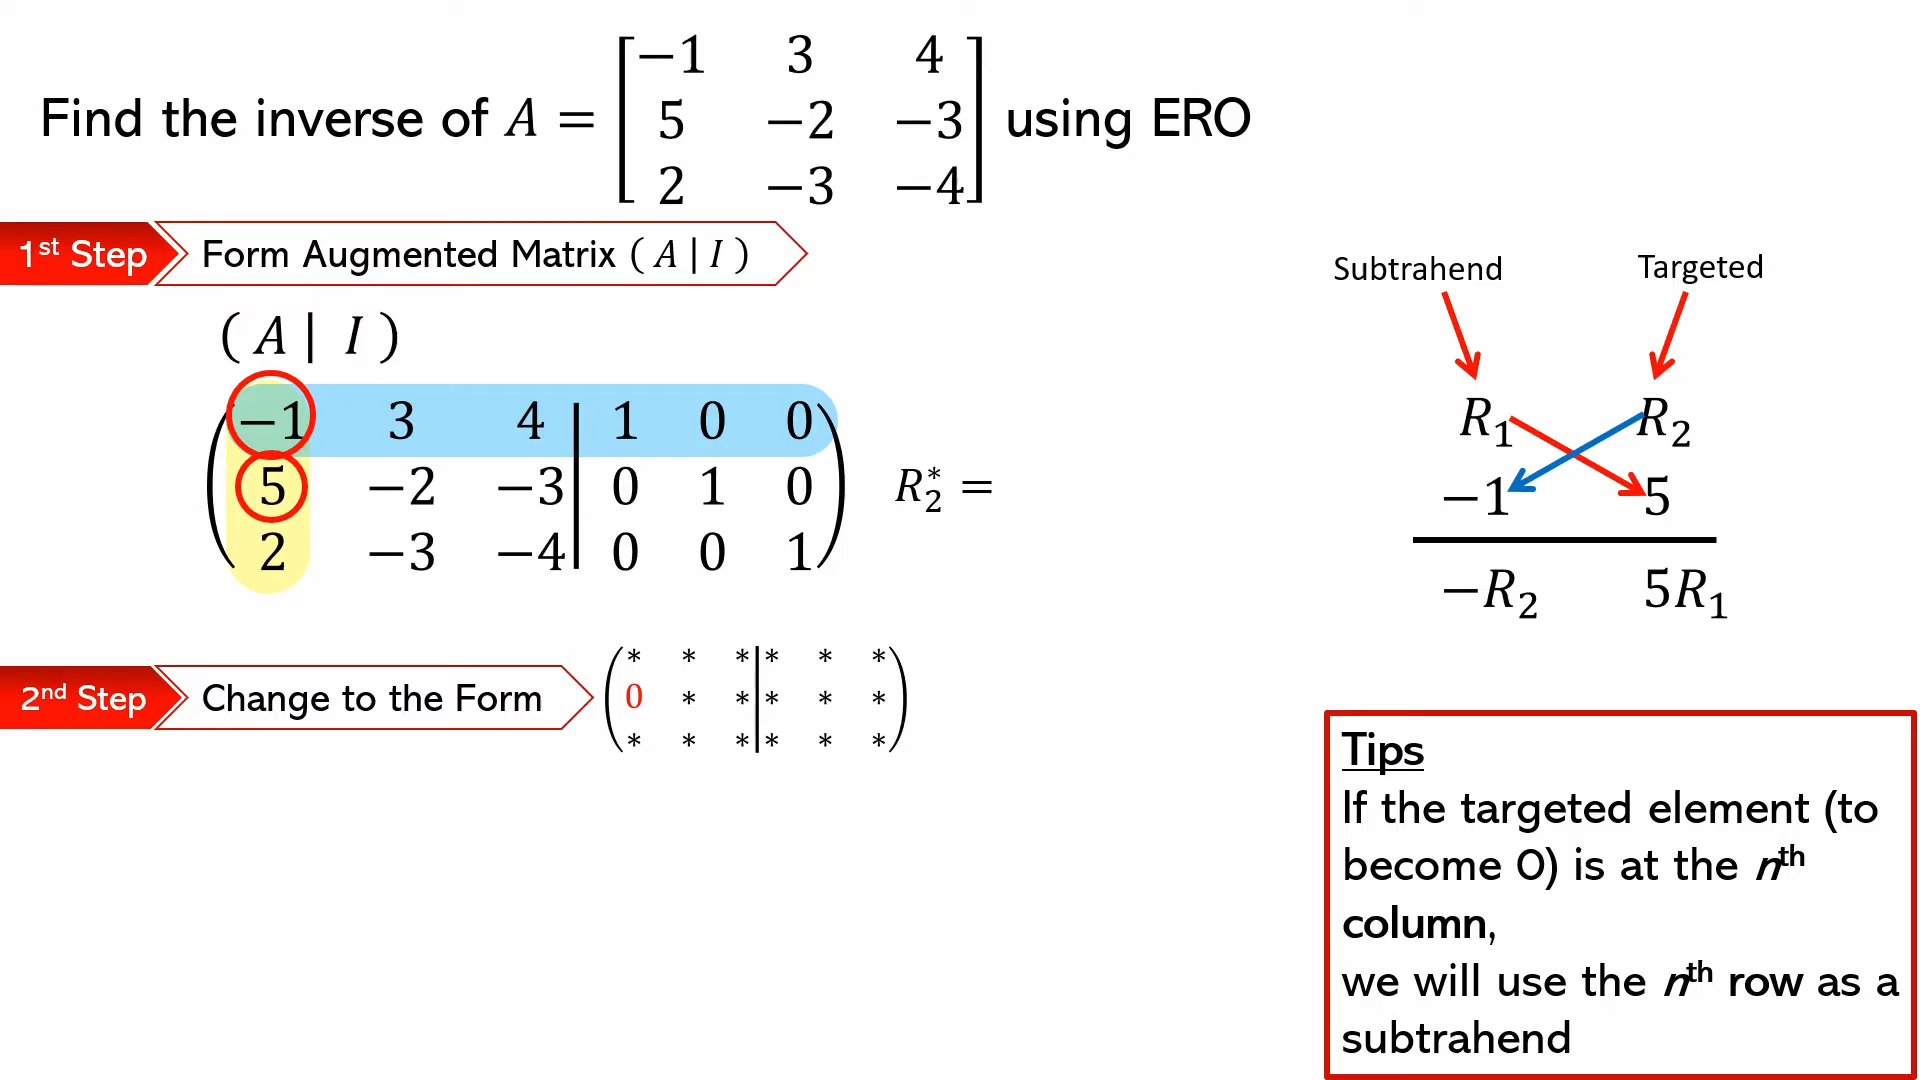 Find the inverse of A = [ −1 3 4
5 −2 −3
2 −3 −4 ] using ERO
1st Step Form Augmented Matrix ( A | I )
( A | I )
−1 3 4 | 1 0 0
5 −2 −3 | 0 1 0
2 −3 −4 | 0 0 1
R₂* =
Subtrahend Targeted
R₁ R₂
−1 5
−R₂ 5R₁
2nd Step Change to the Form
* * * | * * *
0 * * | * * *
* * * | * * *
Tips
If the targeted element (to
become 0) is at the nth
column,
we will use the nth row as a
subtrahend